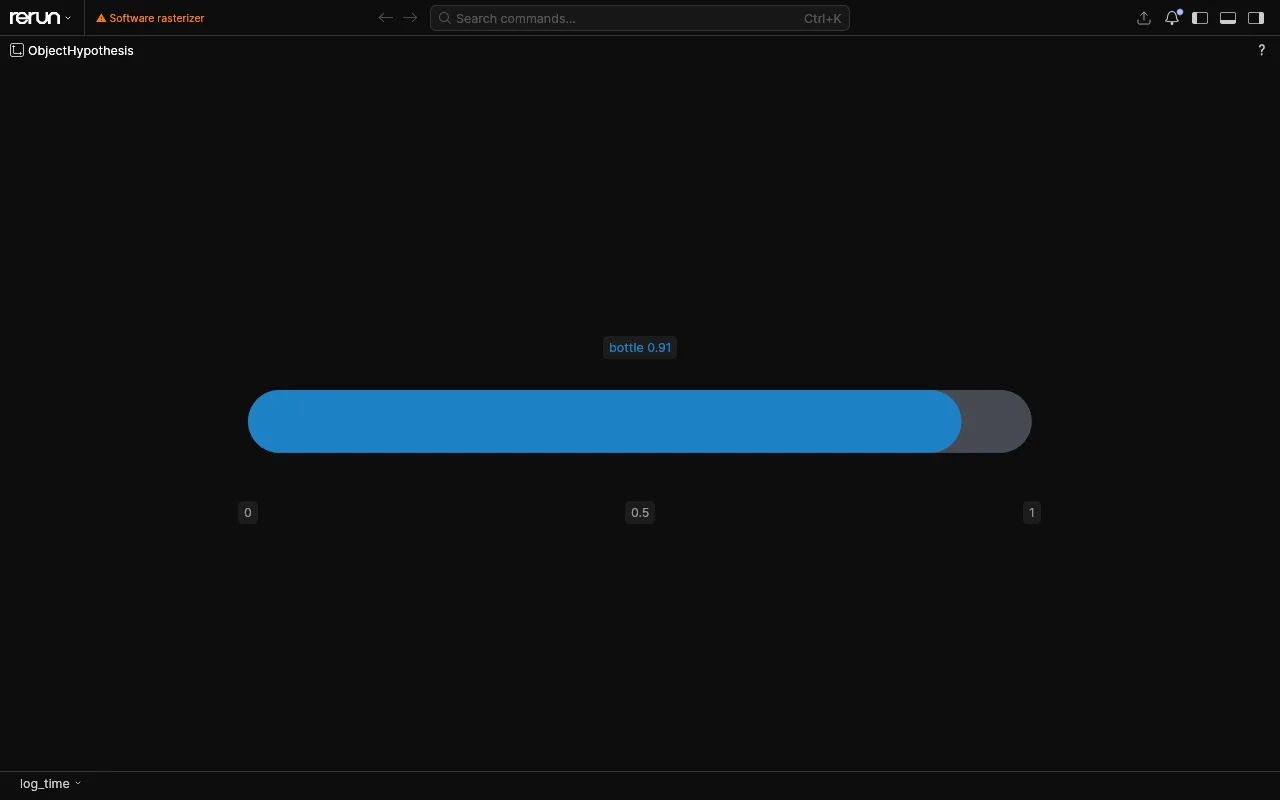 rerun
Software rasterizer
Search commands...
Ctrl+K
ObjectHypothesis
?
bottle 0.91
0
0.5
1
log_time